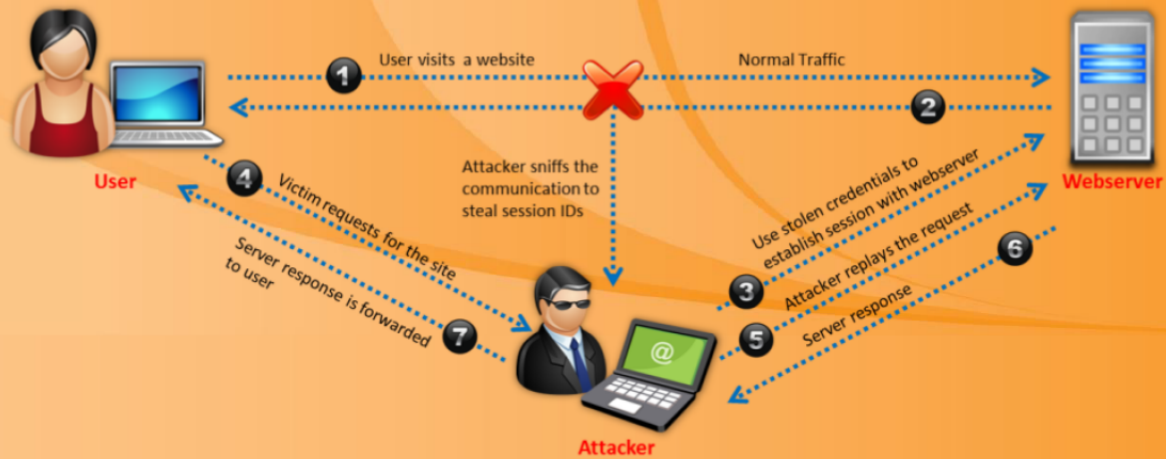 1
User visits a website
Normal Traffic
2
User
Webserver
Attacker sniffs the
communication to
steal session IDs
4
Victim requests for the site
Use stolen credentials to
establish session with webserver
3
Attacker replays the request
5
6
Server response
Server response is forwarded
to user
7
@
Attacker